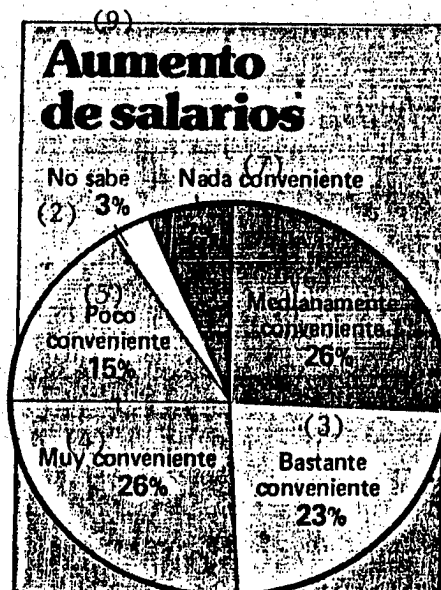 (9)
Aumento
de salarios
No sabe
3%
(2)
(7)
Nada conveniente
7%
Medianamente
conveniente
26%
(3)
Bastante
conveniente
23%
(4)
Muy conveniente
26%
(5)
Poco
conveniente
15%